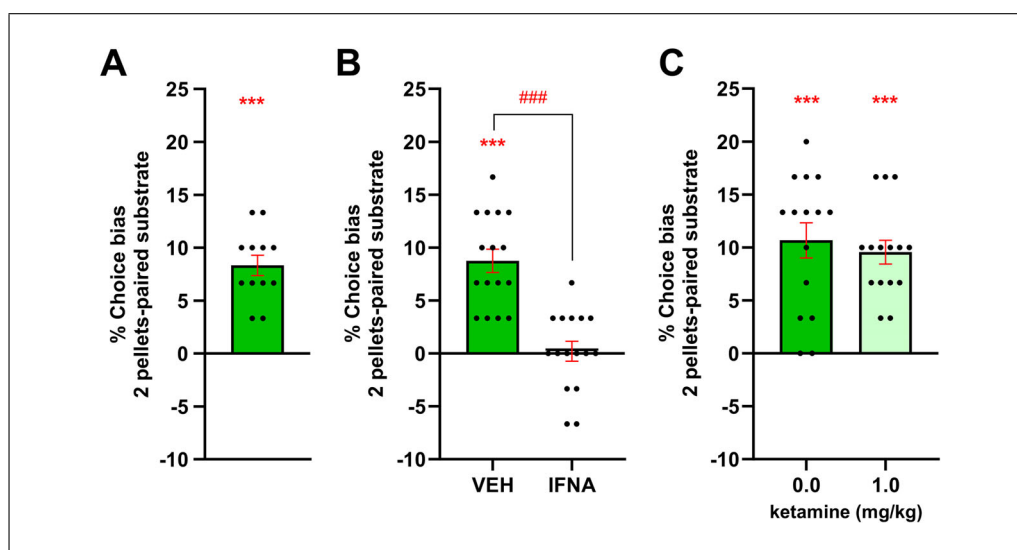 A
B
C
% Choice bias
2 pellets-paired substrate
25
20
15
10
5
0
-5
-10
***
% Choice bias
2 pellets-paired substrate
25
20
15
10
5
0
-5
-10
###
***
VEH
IFNA
% Choice bias
2 pellets-paired substrate
25
20
15
10
5
0
-5
-10
***
***
0.0
1.0
ketamine (mg/kg)